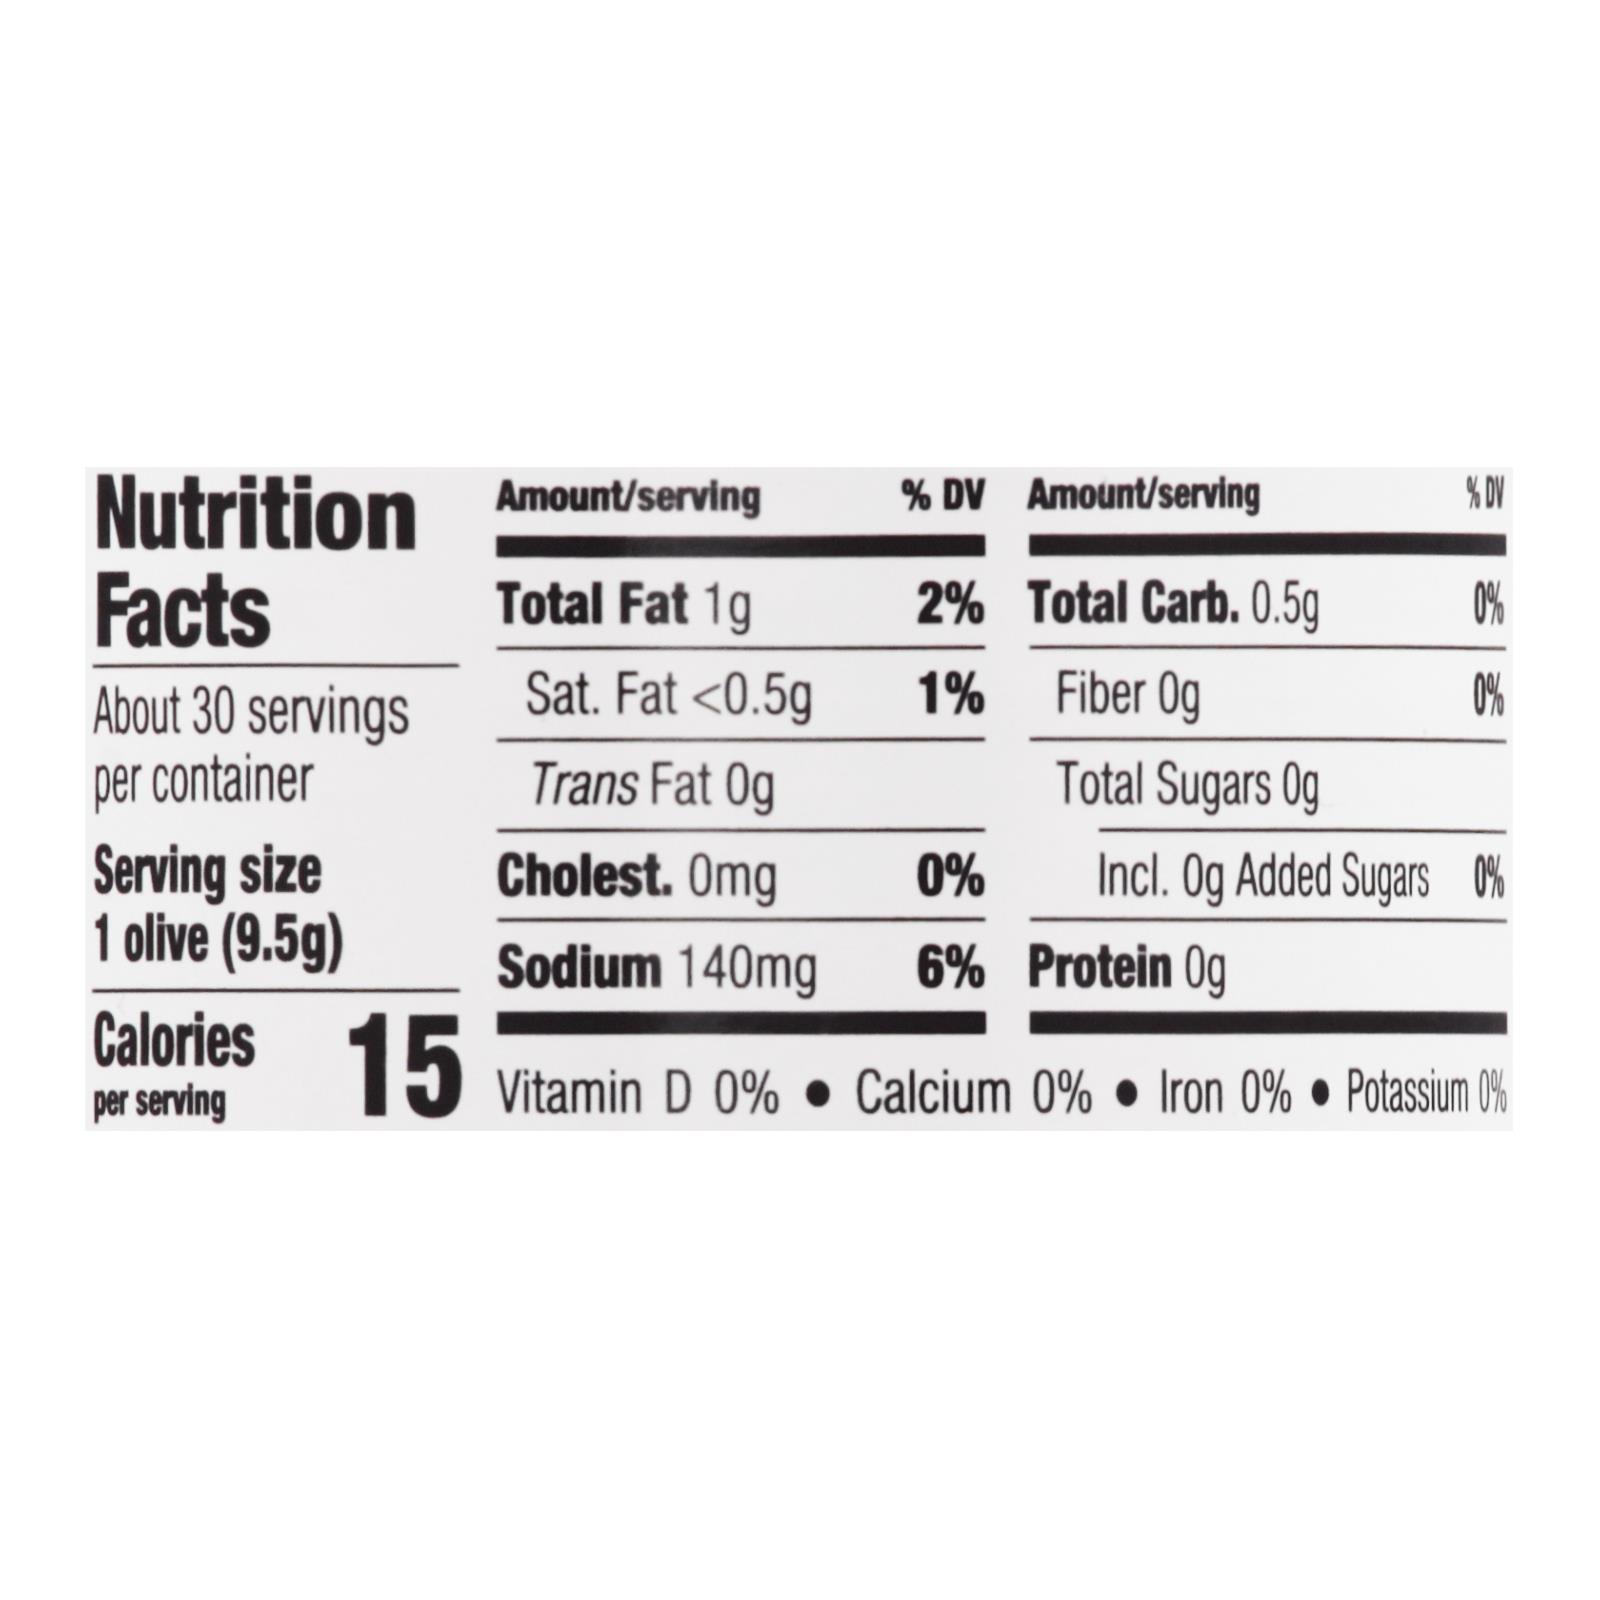 Nutrition
Facts
About 30 servings
per container
Serving size
1 olive (9.5g)
Calories 15
per serving
Amount/serving % DV
Total Fat 1g 2%
Sat. Fat <0.5g 1%
Trans Fat 0g
Cholest. 0mg 0%
Sodium 140mg 6%
Amount/serving % DV
Total Carb. 0.5g 0%
Fiber 0g 0%
Total Sugars 0g
Incl. 0g Added Sugars 0%
Protein 0g
Vitamin D 0% ● Calcium 0% ● Iron 0% ● Potassium 0%